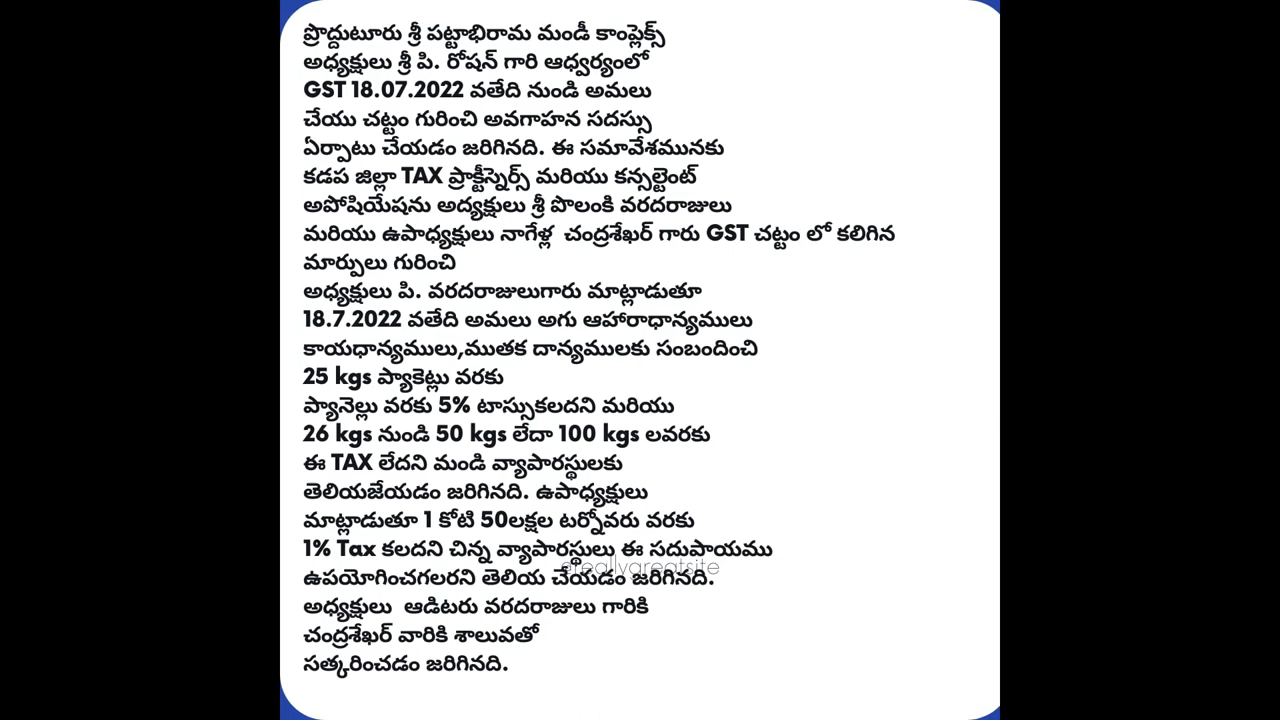 ప్రొద్దుటూరు శ్రీ పట్టాభిరామ మండీ కాంప్లెక్స్
అధ్యక్షులు శ్రీ పి. రోషన్ గారి ఆధ్వర్యంలో
GST 18.07.2022 వతేది నుండి అమలు
చేయు చట్టం గురించి అవగాహన సదస్సు
ఏర్పాటు చేయడం జరిగినది. ఈ సమావేశమునకు
కడప జిల్లా TAX ప్రాక్టీస్నెర్స్ మరియు కన్సల్టెంట్
అపోషియేషను అద్యక్షులు శ్రీ పొలంకి వరదరాజులు
మరియు ఉపాధ్యక్షులు నాగేళ్ల చంద్రశేఖర్ గారు GST చట్టం లో కలిగిన
మార్పులు గురించి
అధ్యక్షులు పి. వరదరాజులుగారు మాట్లాడుతూ
18.7.2022 వతేది అమలు అగు ఆహారాధాన్యములు
కాయధాన్యములు,ముతక దాన్యములకు సంబందించి
25 kgs ప్యాకెట్లు వరకు
ప్యానెల్లు వరకు 5% టాస్సుకలదని మరియు
26 kgs నుండి 50 kgs లేదా 100 kgs లవరకు
ఈ TAX లేదని మండి వ్యాపారస్థులకు
తెలియజేయడం జరిగినది. ఉపాధ్యక్షులు
మాట్లాడుతూ 1 కోటి 50లక్షల టర్నోవరు వరకు
1% Tax కలదని చిన్న వ్యాపారస్థులు ఈ సదుపాయము
@reallygreatsite
ఉపయోగించగలరని తెలియ చేయడం జరిగినది.
అధ్యక్షులు ఆడిటరు వరదరాజులు గారికి
చంద్రశేఖర్ వారికి శాలువతో
సత్కరించడం జరిగినది.